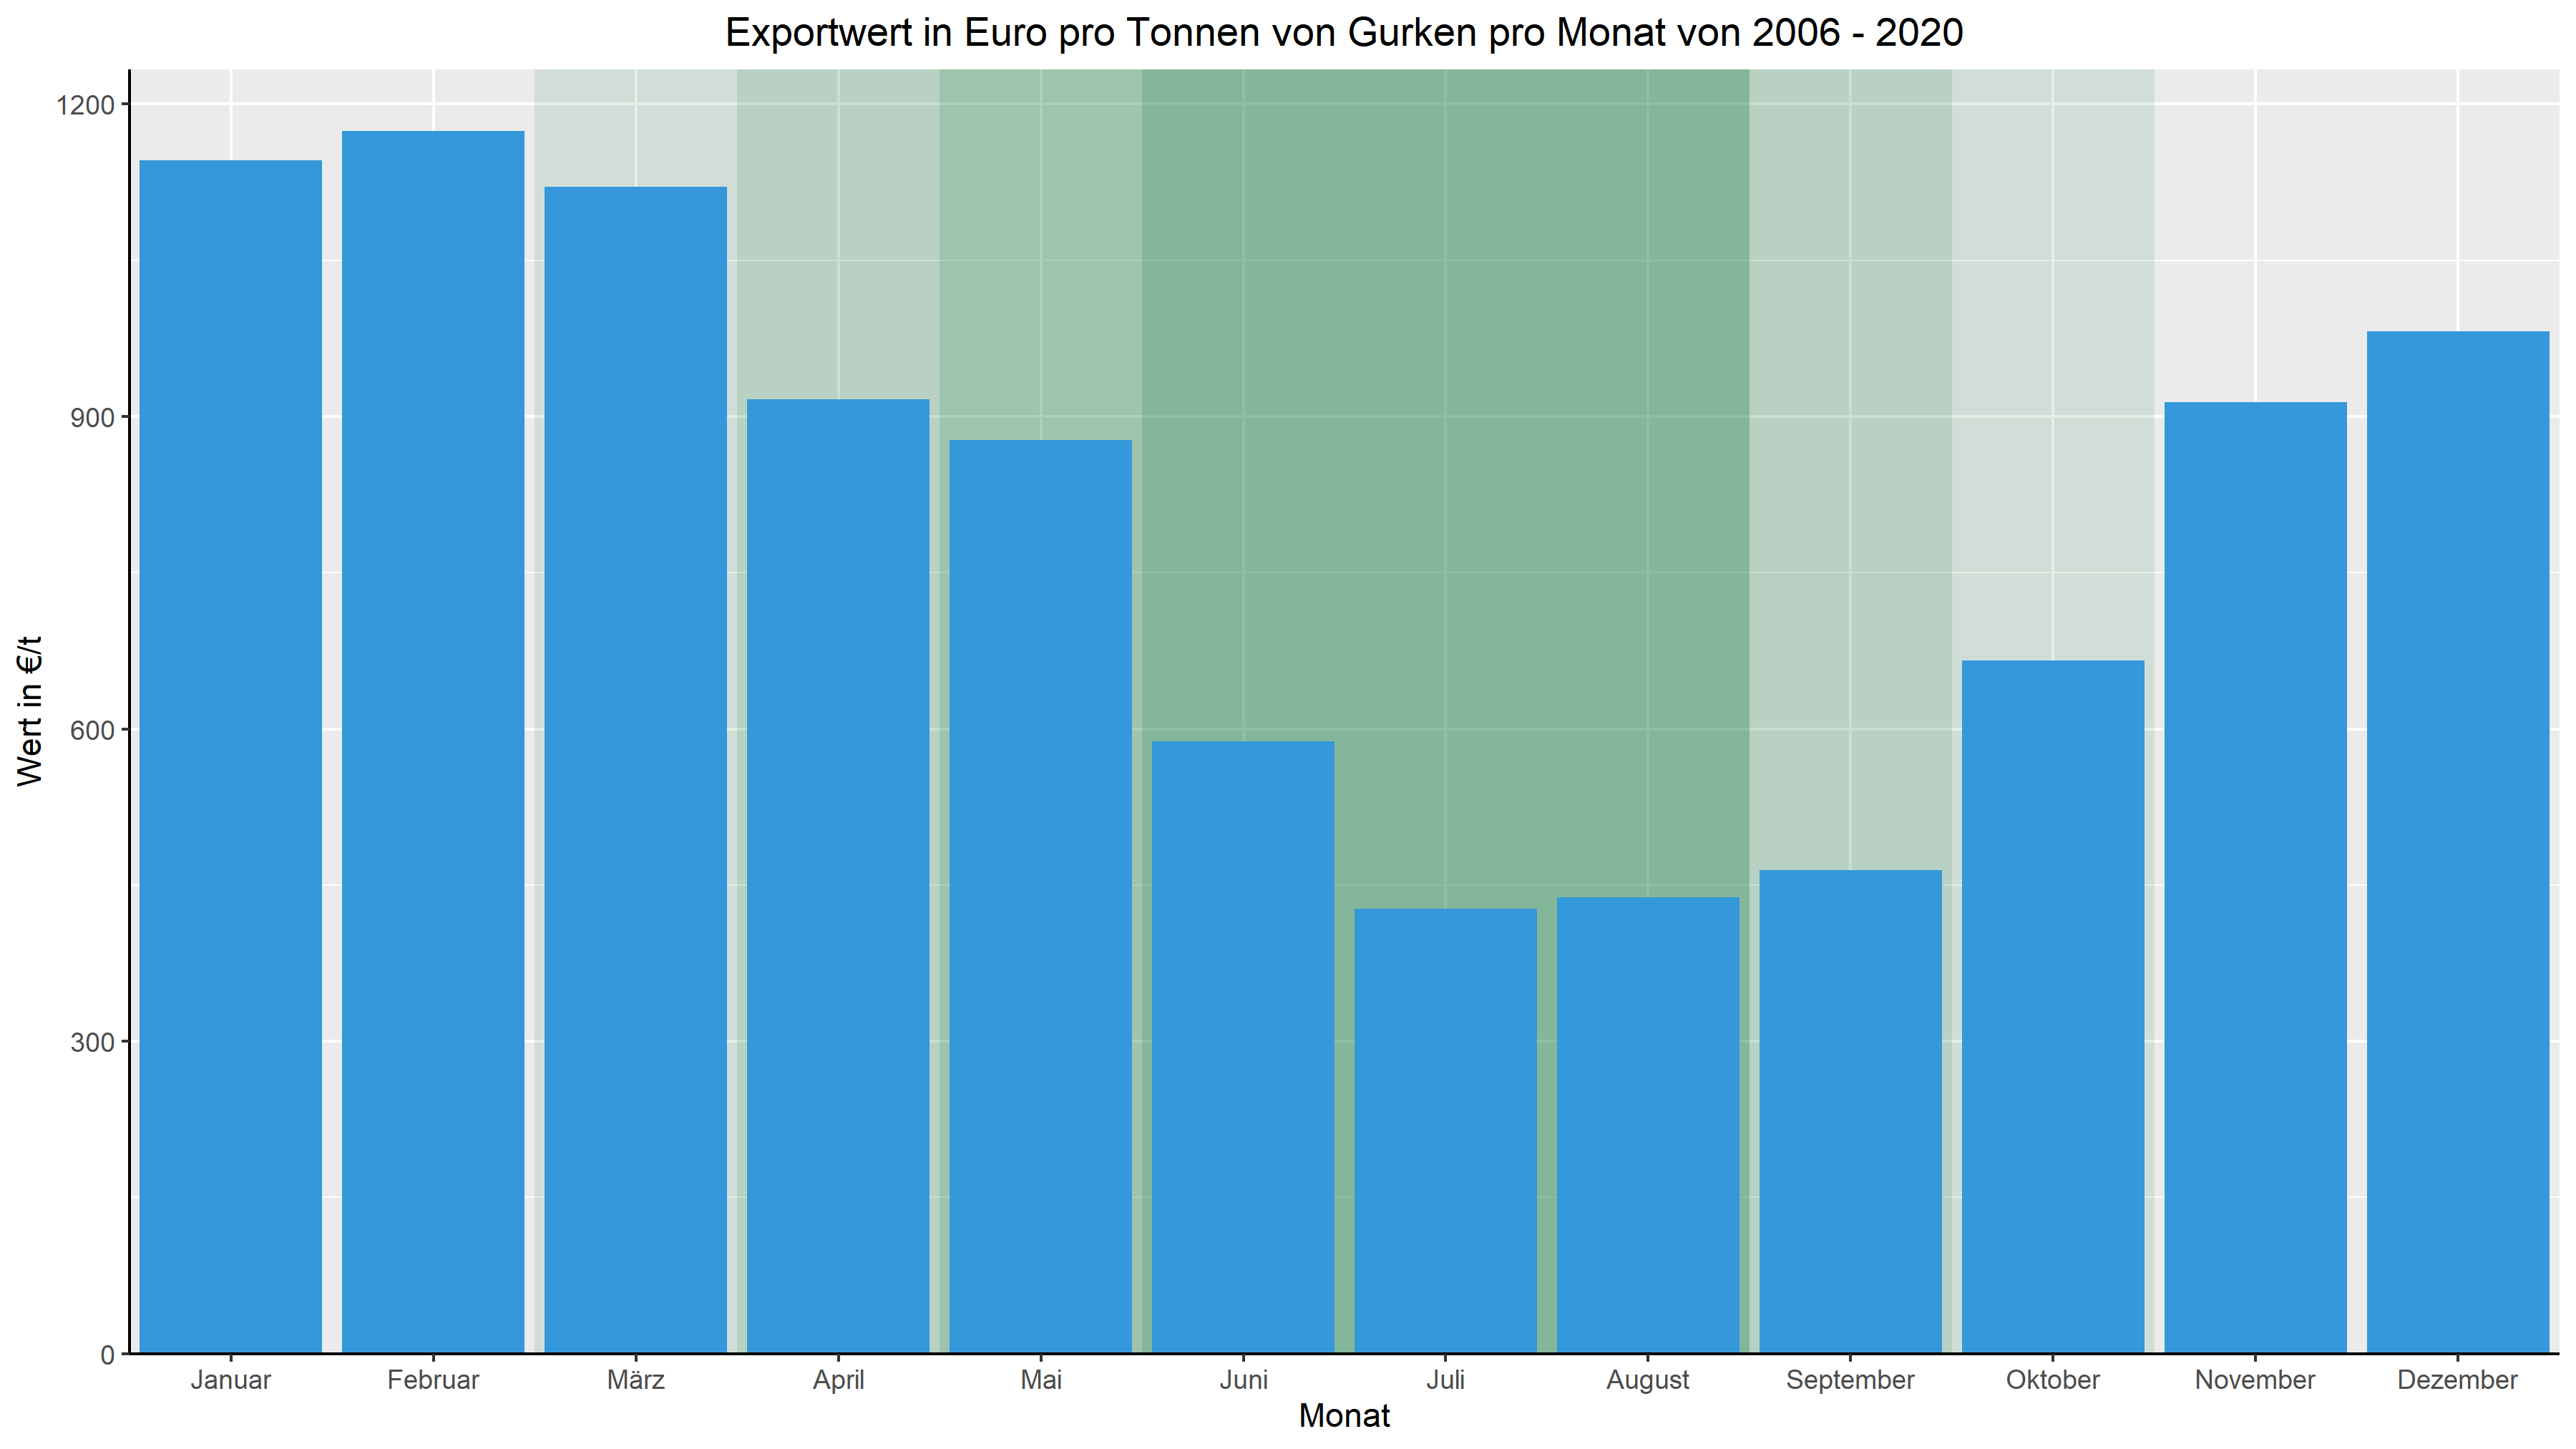 Exportwert in Euro pro Tonnen von Gurken pro Monat von 2006 - 2020
Wert in €/t
1200
900
600
300
0
Januar Februar März April Mai Juni Juli August September Oktober November Dezember
Monat